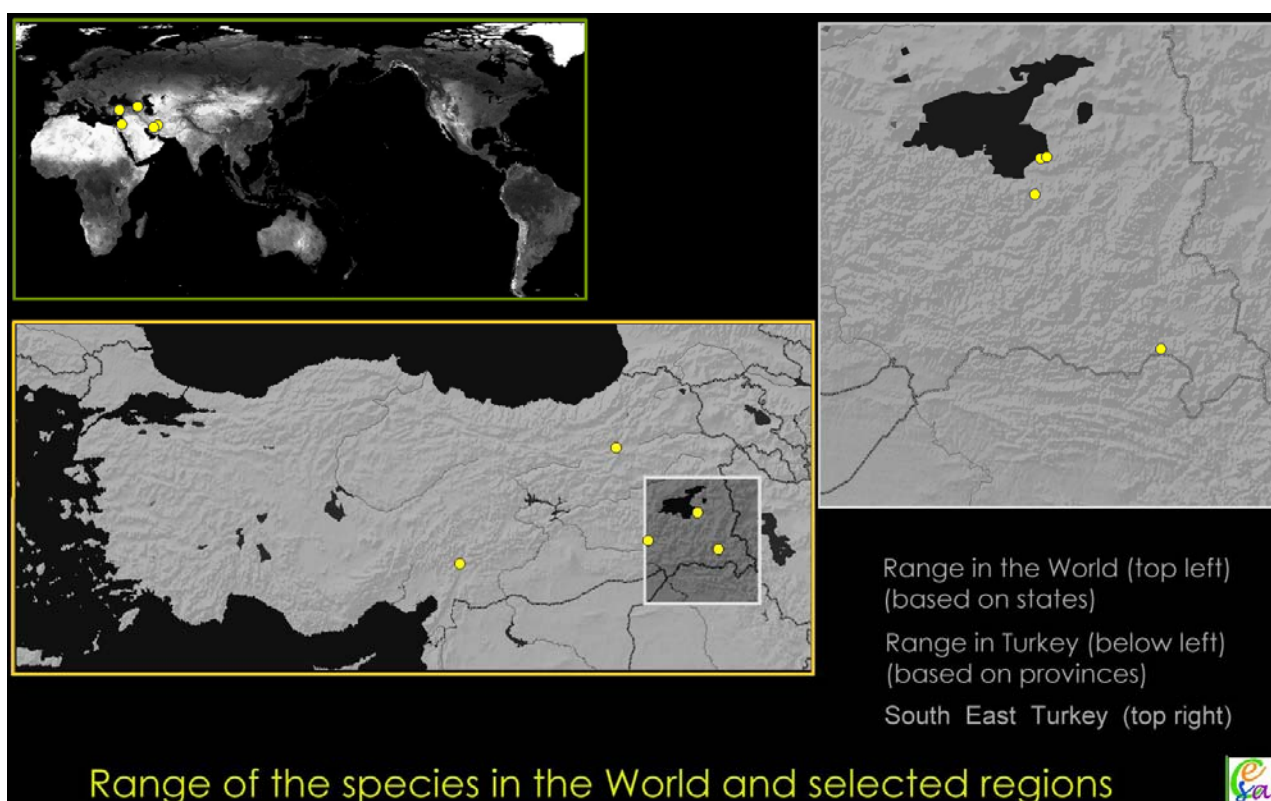 Range in the World (top left)
(based on states)
Range in Turkey (below left)
(based on provinces)
South East Turkey (top right)
Range of the species in the World and selected regions
esa